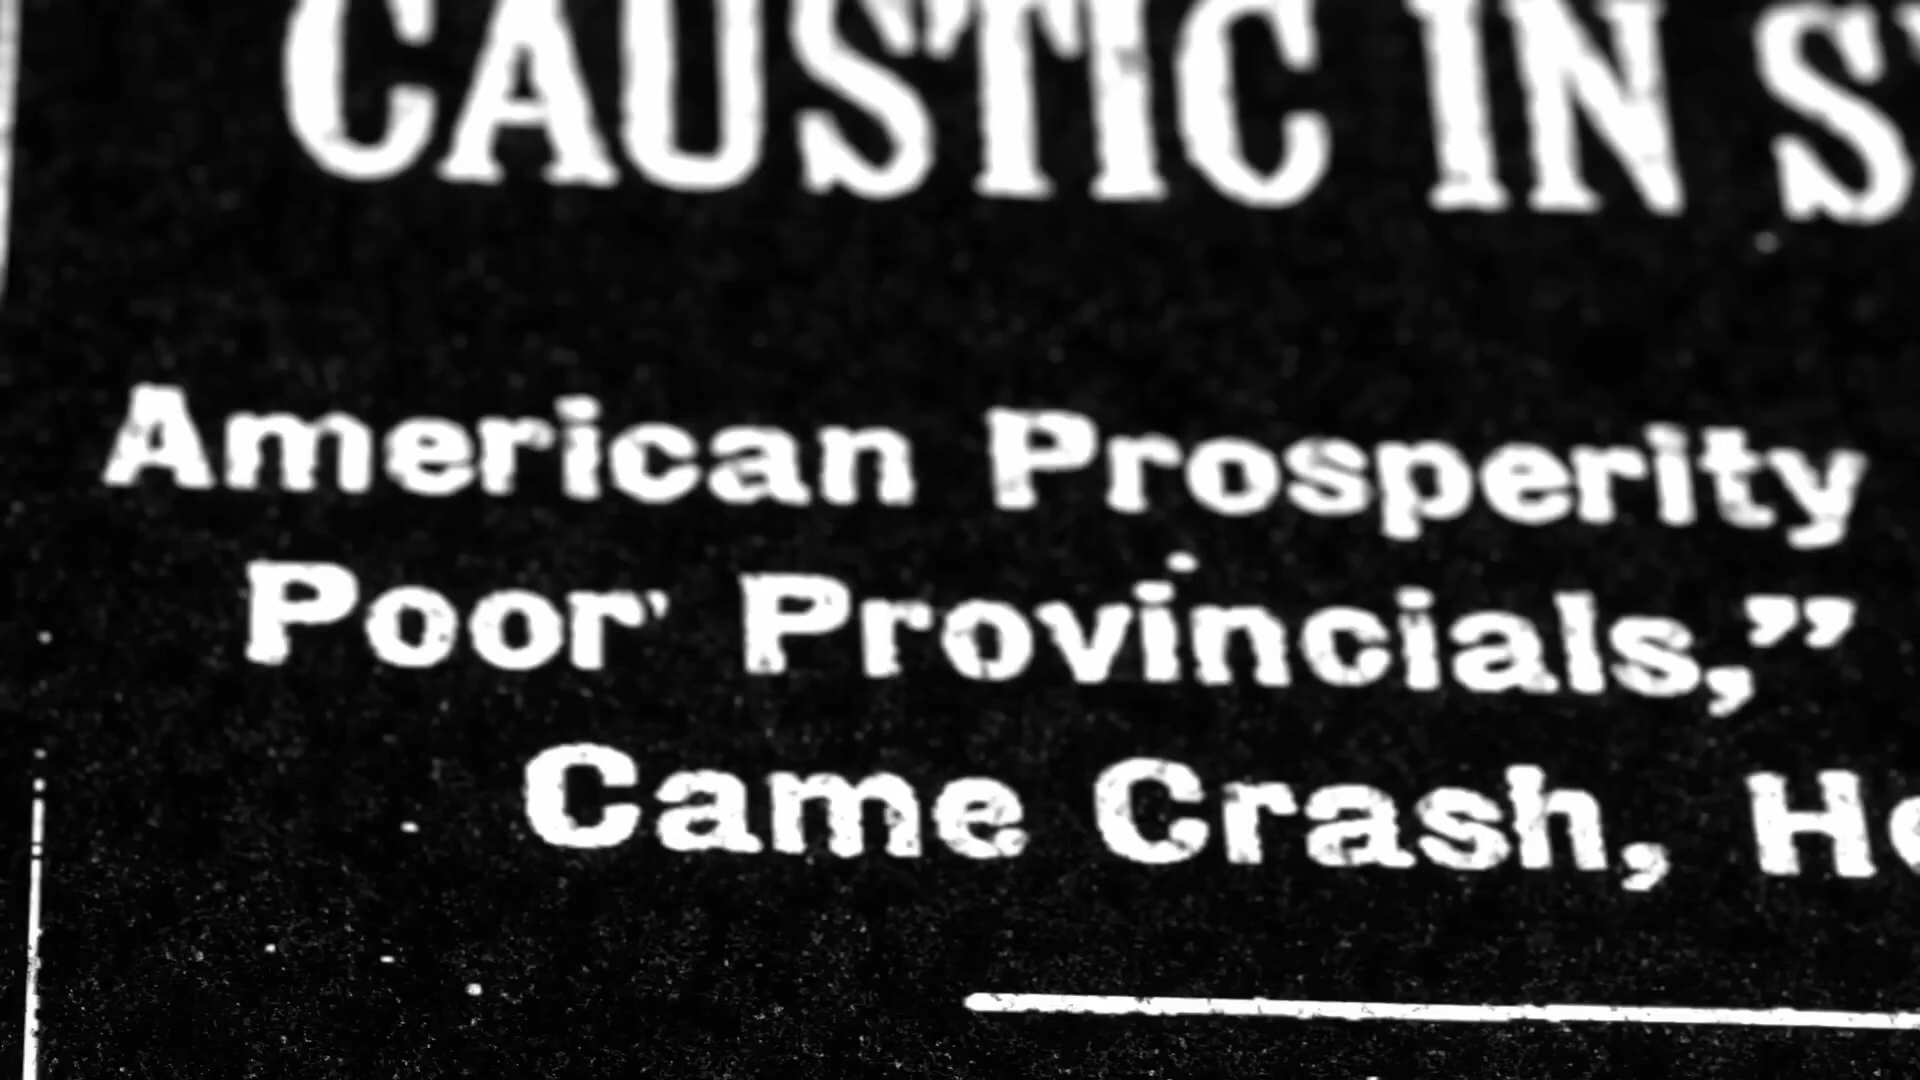 CAUSTIC IN
American Prosperity
Poor Provincials,”
Came Crash,